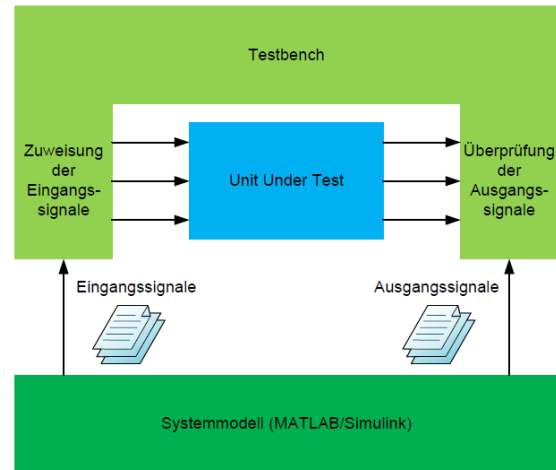 Testbench
Zuweisung
der
Eingangs-
signale
Unit Under Test
Überprüfung
der
Ausgangs-
signale
Eingangssignale
Ausgangssignale
Systemmodell (MATLAB/Simulink)